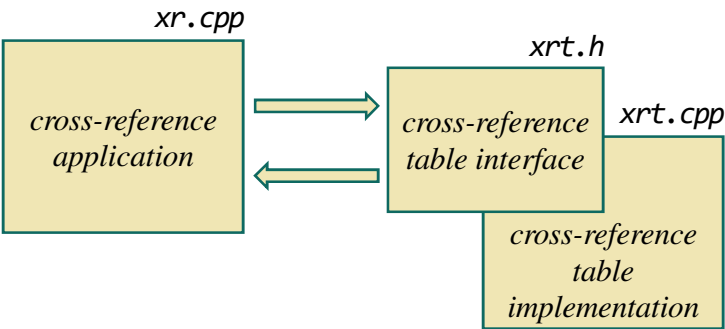 xr.cpp
cross-reference
application
xrt.h
cross-reference
table interface
xrt.cpp
cross-reference
table
implementation